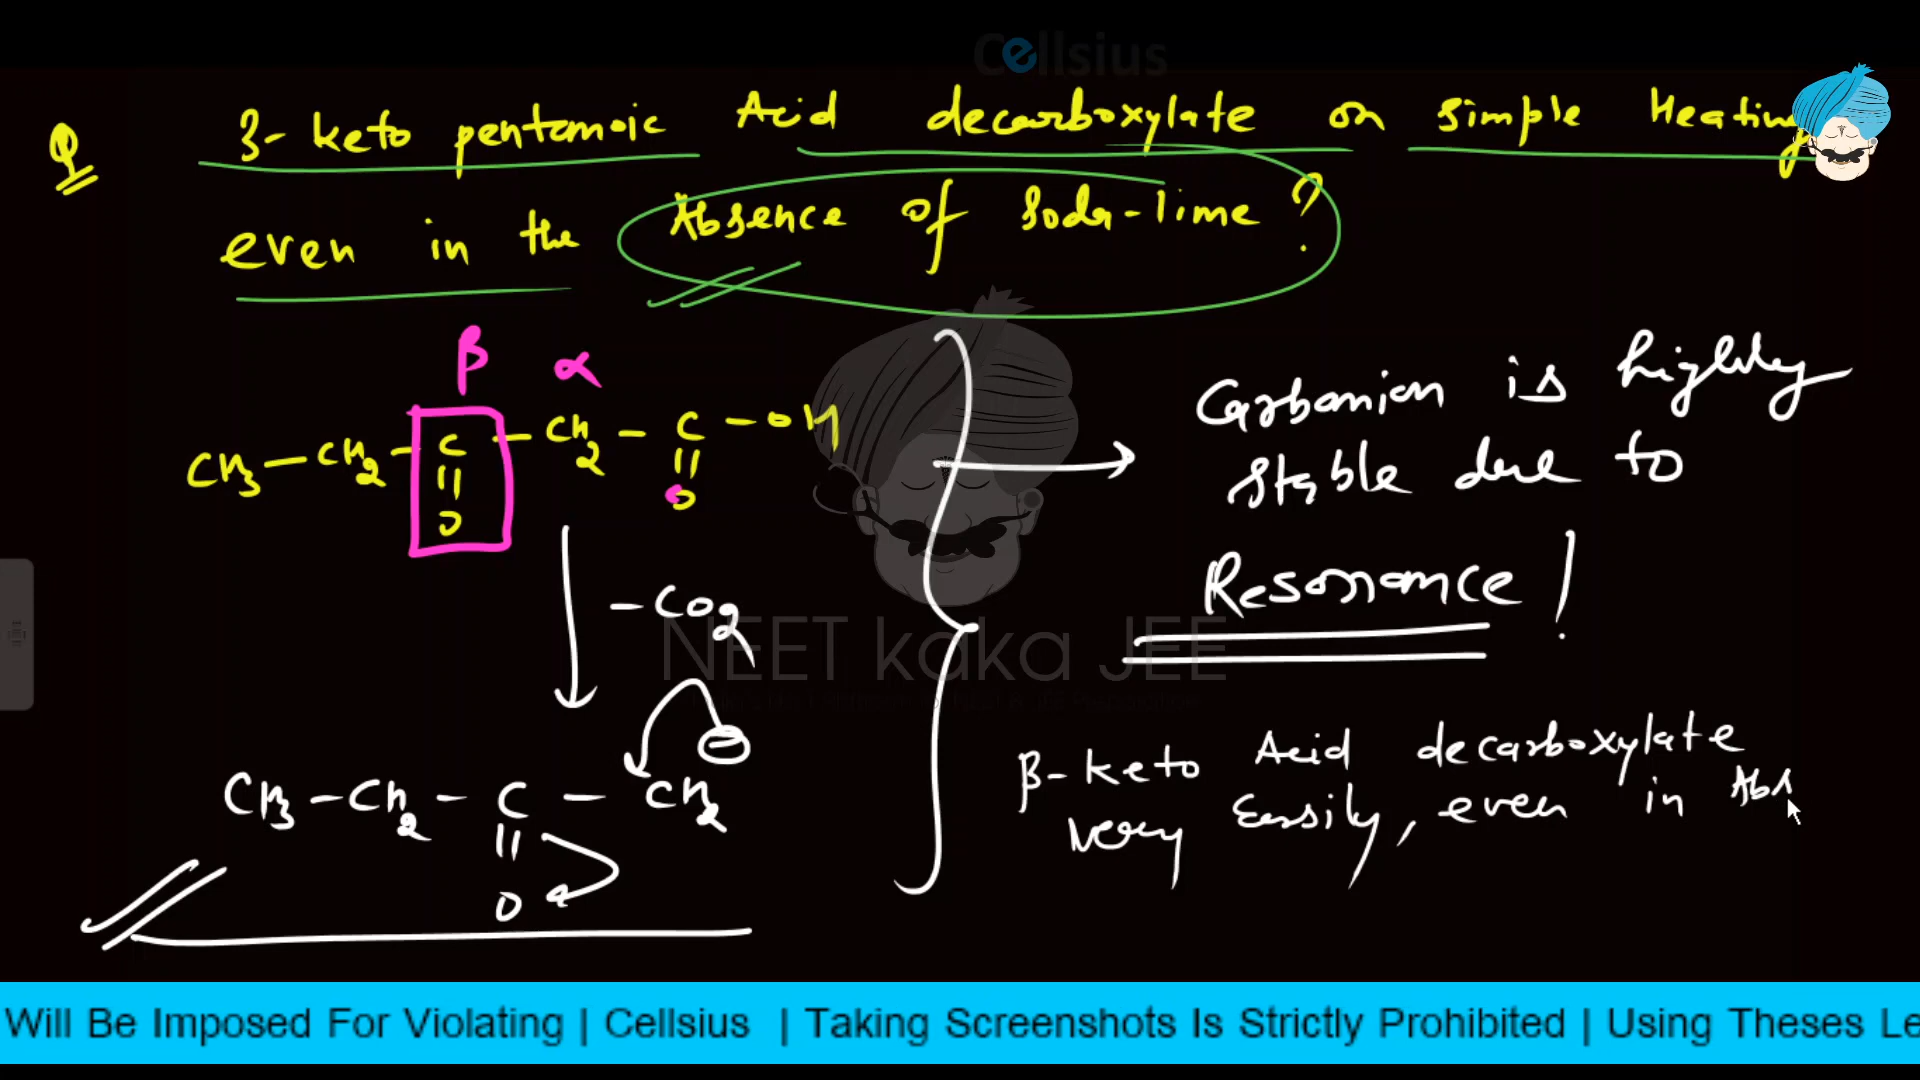 Cellsius
Q 3-keto pentanoic Acid decarboxylate on simple Heating
even in the Absence of Soda-lime ?
β α
CH3—CH2—C—CH2—C—OH
|| ||
O O
-CO2
CH3—CH2—C—CH2
||
O
⊖
Carbanion is highly
stable due to
Resonance !
β-keto Acid decarboxylate
very Easily, even in Abs
NEET kaka JEE
Will Be Imposed For Violating | Cellsius | Taking Screenshots Is Strictly Prohibited | Using Theses Le